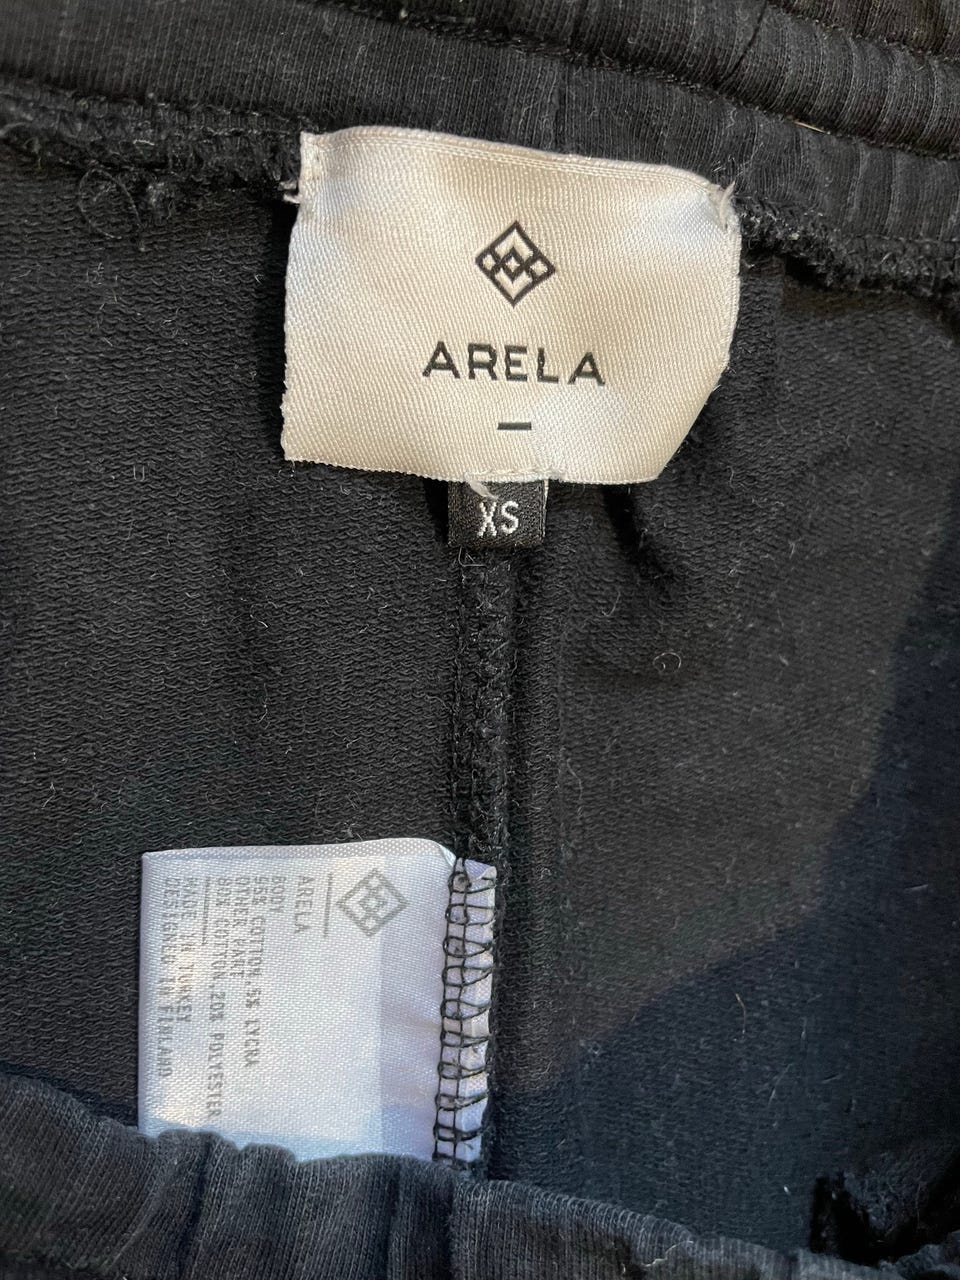 ARELA
XS
ARELA
BODY
95% COTTON, 5% LYCRA
OTHER PART
80% COTTON, 20% POLYESTER
MADE IN TURKEY
DESIGNED IN FINLAND